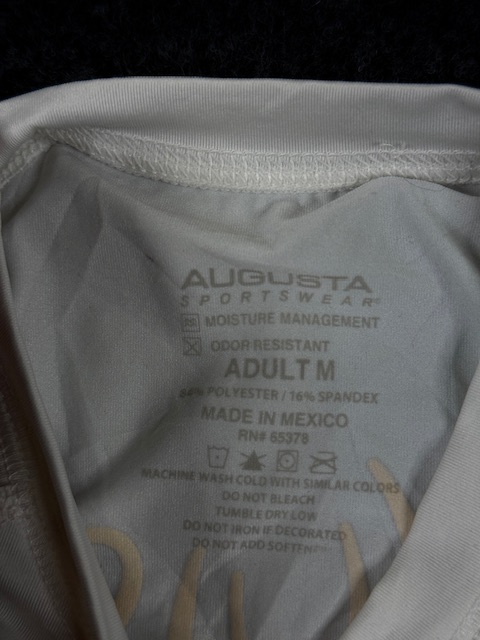 AUGUSTA
SPORTSWEAR®
MOISTURE MANAGEMENT
ODOR RESISTANT
ADULT M
84% POLYESTER / 16% SPANDEX
MADE IN MEXICO
RN# 65378
MACHINE WASH COLD WITH SIMILAR COLORS
DO NOT BLEACH
TUMBLE DRY LOW
DO NOT IRON IF DECORATED
DO NOT ADD SOFTENER